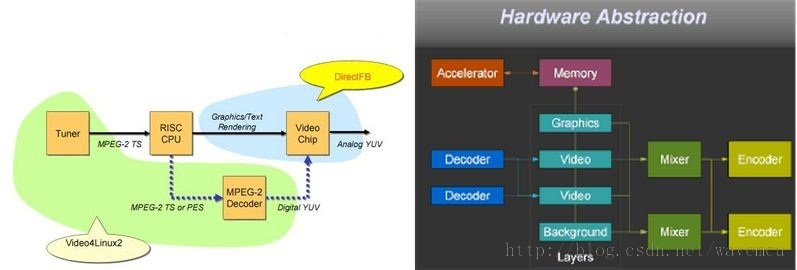 DirectFB
Graphics/Text
Rendering
Tuner
RISC
CPU
Video
Chip
MPEG-2 TS
Analog YUV
MPEG-2
Decoder
MPEG-2 TS or PES
Digital YUV
Video4Linux2
Hardware Abstraction
Accelerator
Memory
Graphics
Decoder
Video
Mixer
Encoder
Decoder
Video
Background
Mixer
Encoder
Layers
http://blog.csdn.net/wavemcu